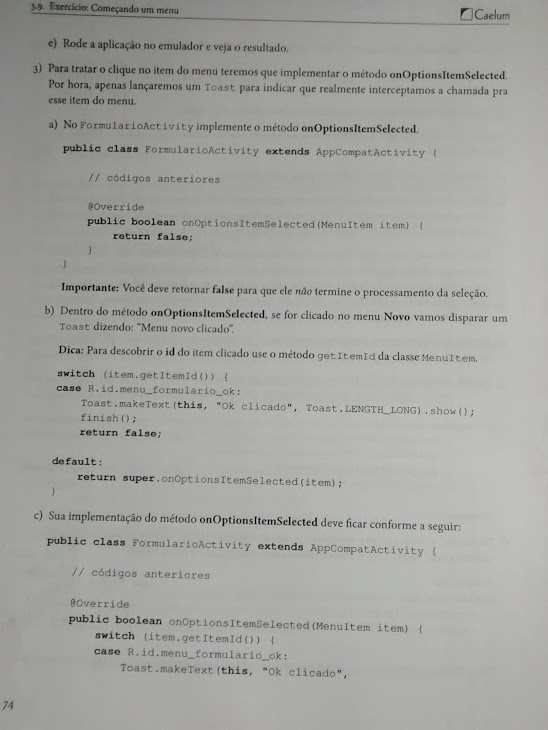 3.9. Exercício: Começando um menu
Caelum
e) Rode a aplicação no emulador e veja o resultado.
3) Para tratar o clique no item do menu teremos que implementar o método onOptionsItemSelected.
Por hora, apenas lançaremos um Toast para indicar que realmente interceptamos a chamada pra
esse item do menu.
a) No FormularioActivity implemente o método onOptionsItemSelected.
public class FormularioActivity extends AppCompatActivity {
// códigos anteriores
@Override
public boolean onOptionsItemSelected(MenuItem item) {
return false;
}
}
Importante: Você deve retornar false para que ele não termine o processamento da seleção.
b) Dentro do método onOptionsItemSelected, se for clicado no menu Novo vamos disparar um
Toast dizendo: "Menu novo clicado".
Dica: Para descobrir o id do item clicado use o método getItemId da classe MenuItem.
switch (item.getItemId()) {
case R.id.menu_formulario_ok:
Toast.makeText(this, "Ok clicado", Toast.LENGTH_LONG).show();
finish();
return false;
default:
return super.onOptionsItemSelected(item);
}
c) Sua implementação do método onOptionsItemSelected deve ficar conforme a seguir:
public class FormularioActivity extends AppCompatActivity {
// códigos anteriores
@Override
public boolean onOptionsItemSelected(MenuItem item) {
switch (item.getItemId()) {
case R.id.menu_formulario_ok:
Toast.makeText(this, "Ok clicado",
74